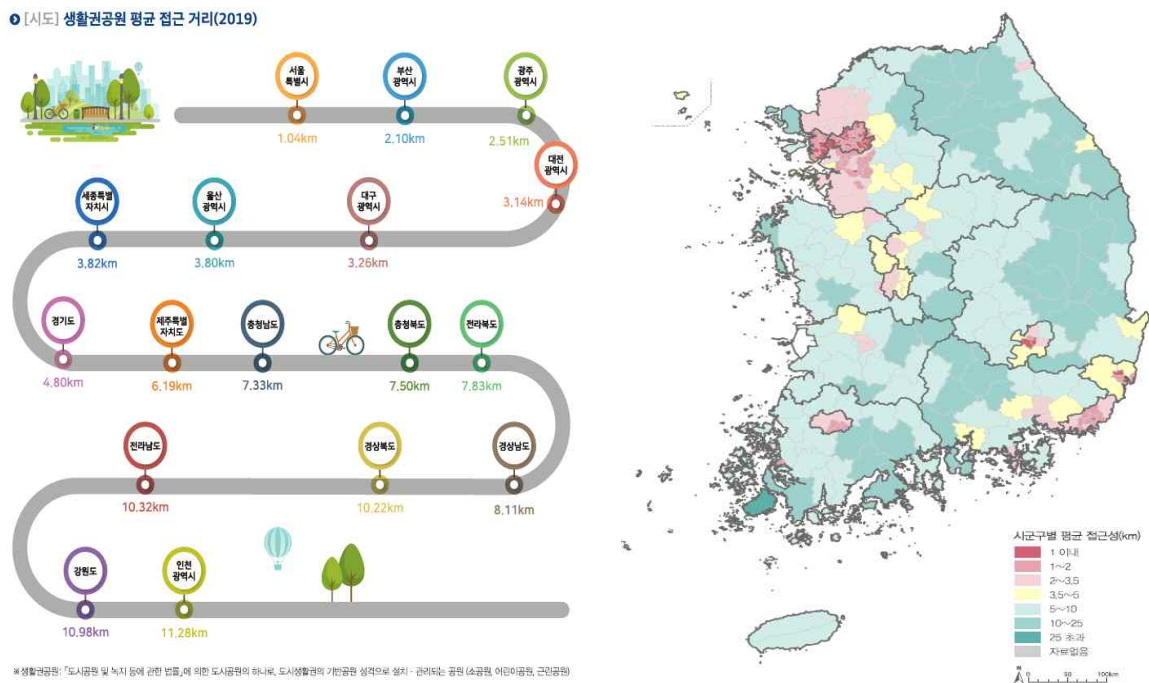 [시도] 생활권공원 평균 접근 거리(2019)
서울
특별시
1.04km
부산
광역시
2.10km
광주
광역시
2.51km
대전
광역시
3.14km
대구
광역시
3.26km
울산
광역시
3.80km
세종특별
자치시
3.82km
경기도
4.80km
제주특별
자치도
6.19km
충청남도
7.33km
충청북도
7.50km
전라북도
7.83km
경상남도
8.11km
경상북도
10.22km
전라남도
10.32km
강원도
10.98km
인천
광역시
11.28km
※ 생활권공원: 「도시공원 및 녹지 등에 관한 법률」에 의한 도시공원의 하나로, 도시생활권의 기반공원 성격으로 설치 · 관리되는 공원 (소공원, 어린이공원, 근린공원)
시군구별 평균 접근성(km)
1 이내
1~2
2~3.5
3.5~5
5~10
10~25
25 초과
자료없음
N
0 50 100km